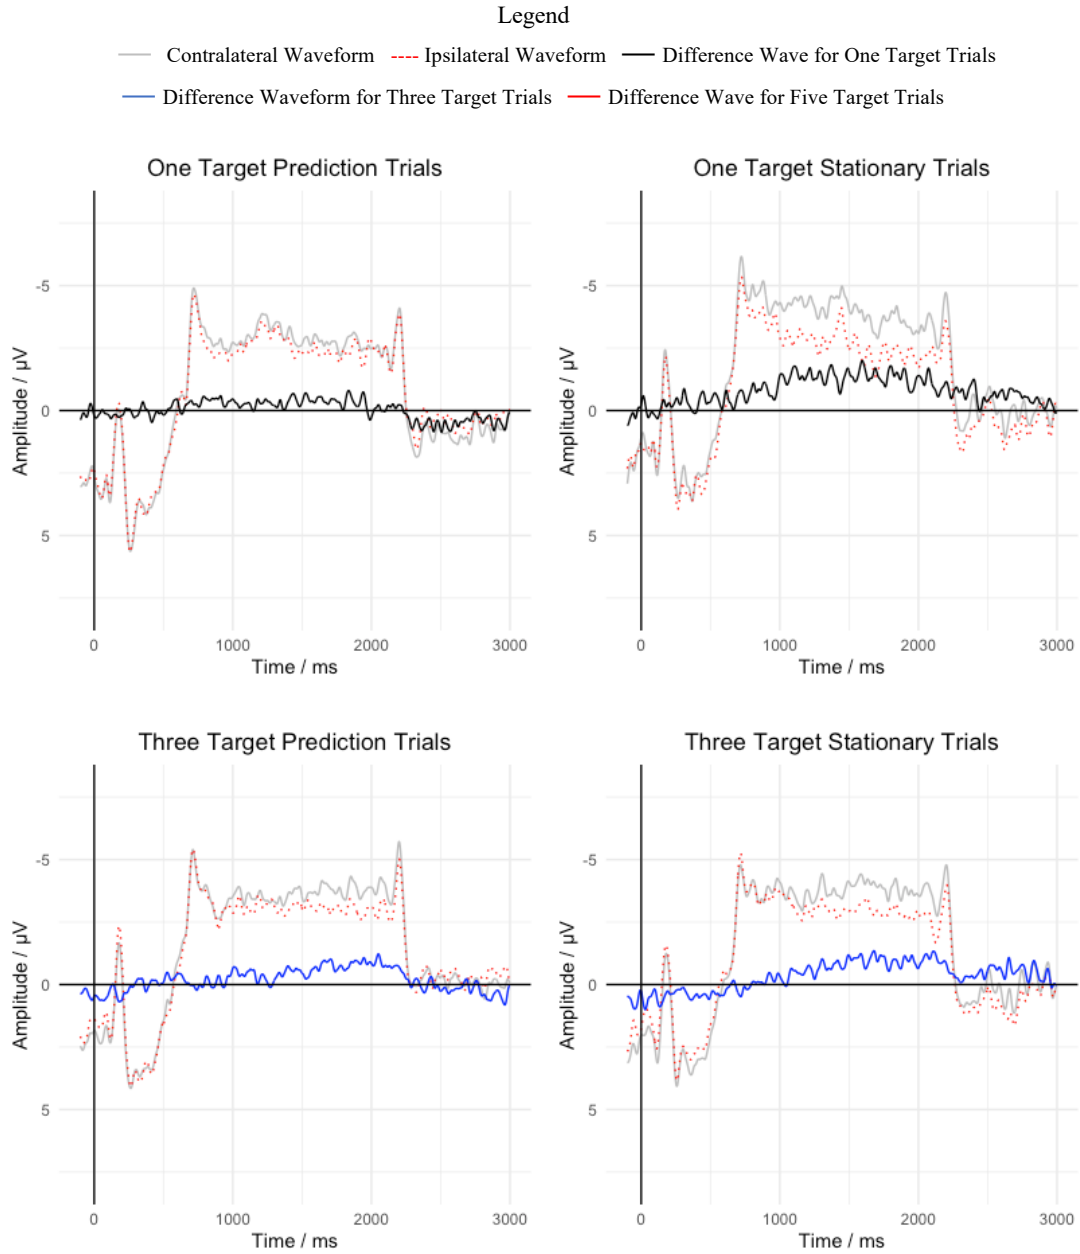 Legend
Contralateral Waveform ---- Ipsilateral Waveform Difference Wave for One Target Trials
Difference Waveform for Three Target Trials Difference Wave for Five Target Trials
One Target Prediction Trials
-5
0
5
Amplitude / µV
0 1000 2000 3000
Time / ms
One Target Stationary Trials
-5
0
5
Amplitude / µV
0 1000 2000 3000
Time / ms
Three Target Prediction Trials
-5
0
5
Amplitude / µV
0 1000 2000 3000
Time / ms
Three Target Stationary Trials
-5
0
5
Amplitude / µV
0 1000 2000 3000
Time / ms